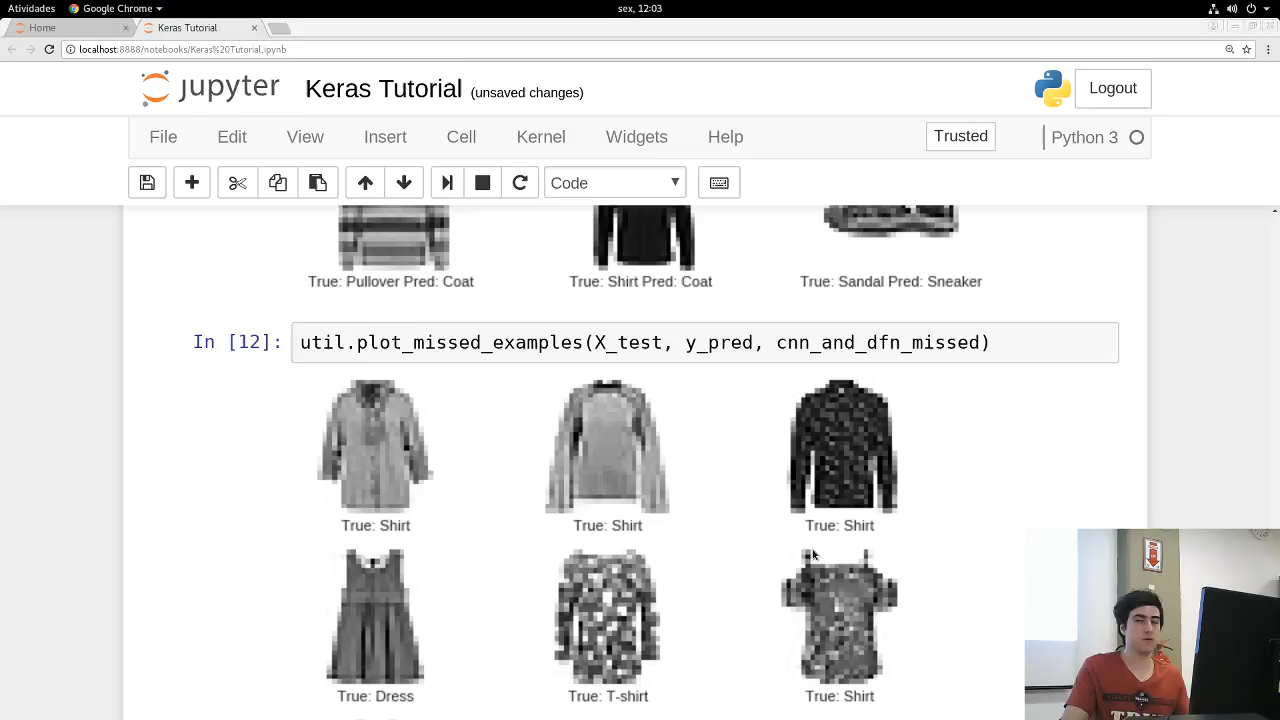 Atividades Google Chrome sex, 12:03
Home Keras Tutorial
localhost:8888/notebooks/Keras%20Tutorial.ipynb
jupyter Keras Tutorial (unsaved changes) Logout
File Edit View Insert Cell Kernel Widgets Help Trusted Python 3
Code
True: Pullover Pred: Coat True: Shirt Pred: Coat True: Sandal Pred: Sneaker
In [12]: util.plot_missed_examples(X_test, y_pred, cnn_and_dfn_missed)
True: Shirt True: Shirt True: Shirt
True: Dress True: T-shirt True: Shirt